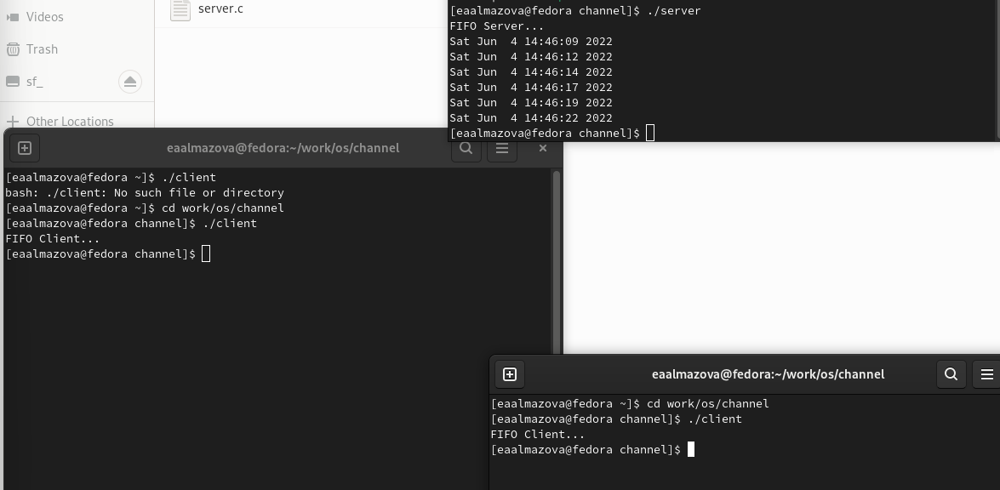 Videos
Trash
sf_
Other Locations
server.c
[eaalmazova@fedora channel]$ ./server
FIFO Server...
Sat Jun  4 14:46:09 2022
Sat Jun  4 14:46:12 2022
Sat Jun  4 14:46:14 2022
Sat Jun  4 14:46:17 2022
Sat Jun  4 14:46:19 2022
Sat Jun  4 14:46:22 2022
[eaalmazova@fedora channel]$
eaalmazova@fedora:~/work/os/channel
[eaalmazova@fedora ~]$ ./client
bash: ./client: No such file or directory
[eaalmazova@fedora ~]$ cd work/os/channel
[eaalmazova@fedora channel]$ ./client
FIFO Client...
[eaalmazova@fedora channel]$
eaalmazova@fedora:~/work/os/channel
[eaalmazova@fedora ~]$ cd work/os/channel
[eaalmazova@fedora channel]$ ./client
FIFO Client...
[eaalmazova@fedora channel]$